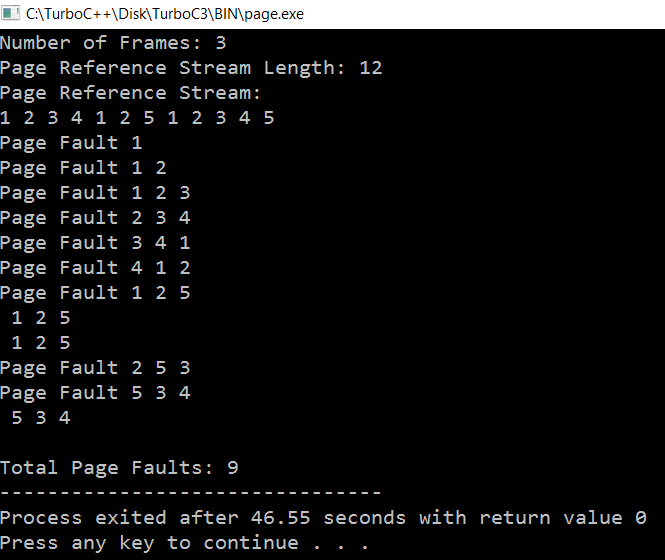 C:\TurboC++\Disk\TurboC3\BIN\page.exe
Number of Frames: 3
Page Reference Stream Length: 12
Page Reference Stream:
1 2 3 4 1 2 5 1 2 3 4 5
Page Fault 1
Page Fault 1 2
Page Fault 1 2 3
Page Fault 2 3 4
Page Fault 3 4 1
Page Fault 4 1 2
Page Fault 1 2 5
 1 2 5
 1 2 5
Page Fault 2 5 3
Page Fault 5 3 4
 5 3 4

Total Page Faults: 9
--------------------------------
Process exited after 46.55 seconds with return value 0
Press any key to continue . . .